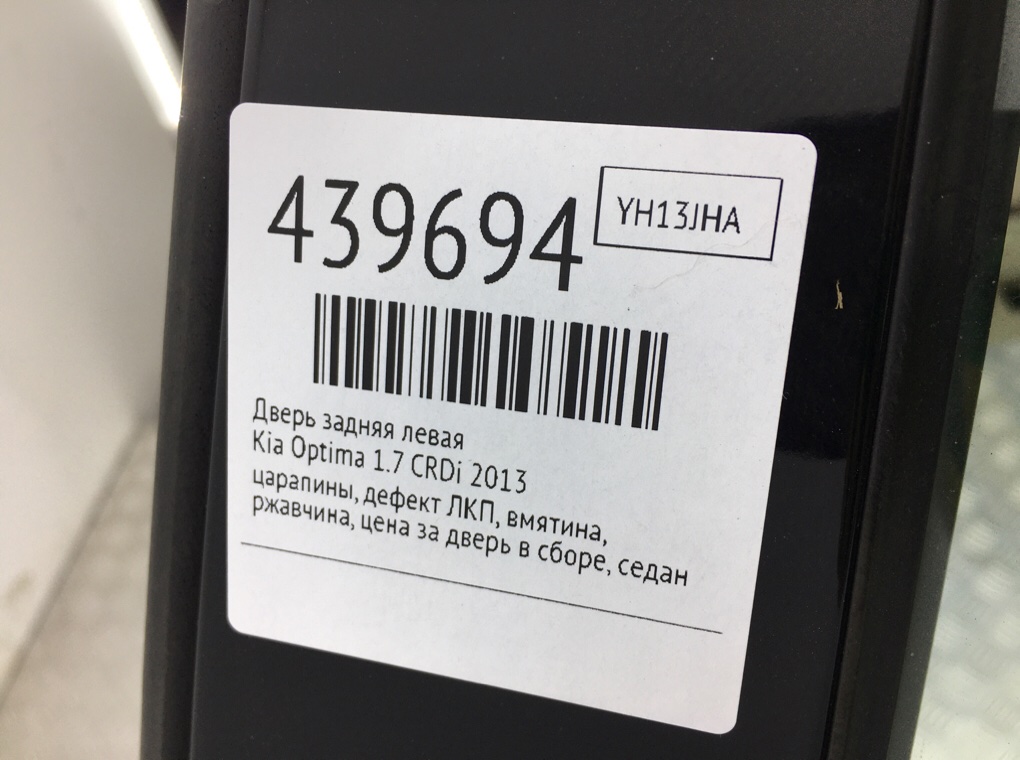 439694
YH13JHA
Дверь задняя левая
Kia Optima 1.7 CRDi 2013
царапины, дефект ЛКП, вмятина,
ржавчина, цена за дверь в сборе, седан